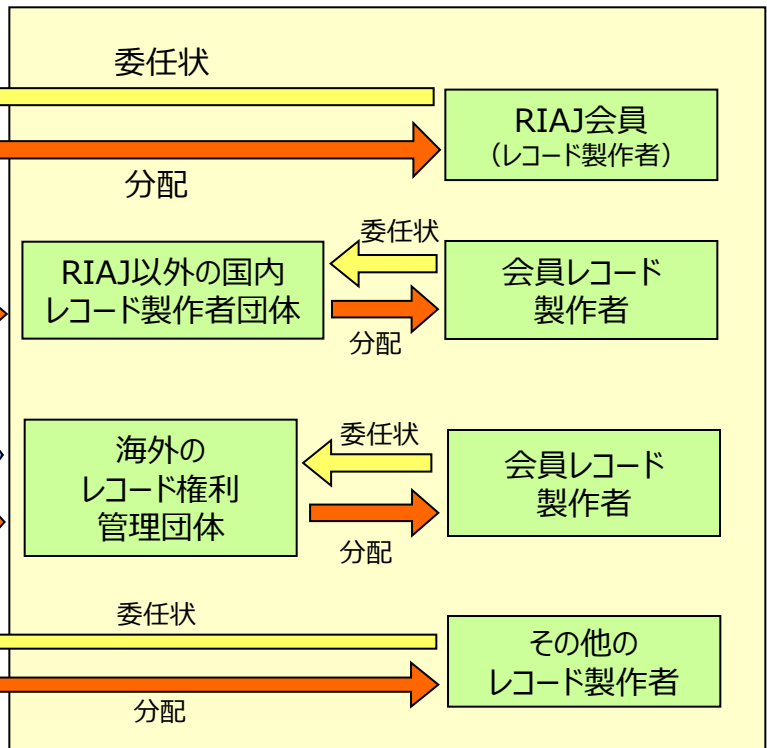 委任状
RIAJ会員
（レコード製作者）
分配
委任状
RIAJ以外の国内
レコード製作者団体
会員レコード
製作者
分配
海外の
レコード権利
管理団体
委任状
会員レコード
製作者
分配
委任状
その他の
レコード製作者
分配